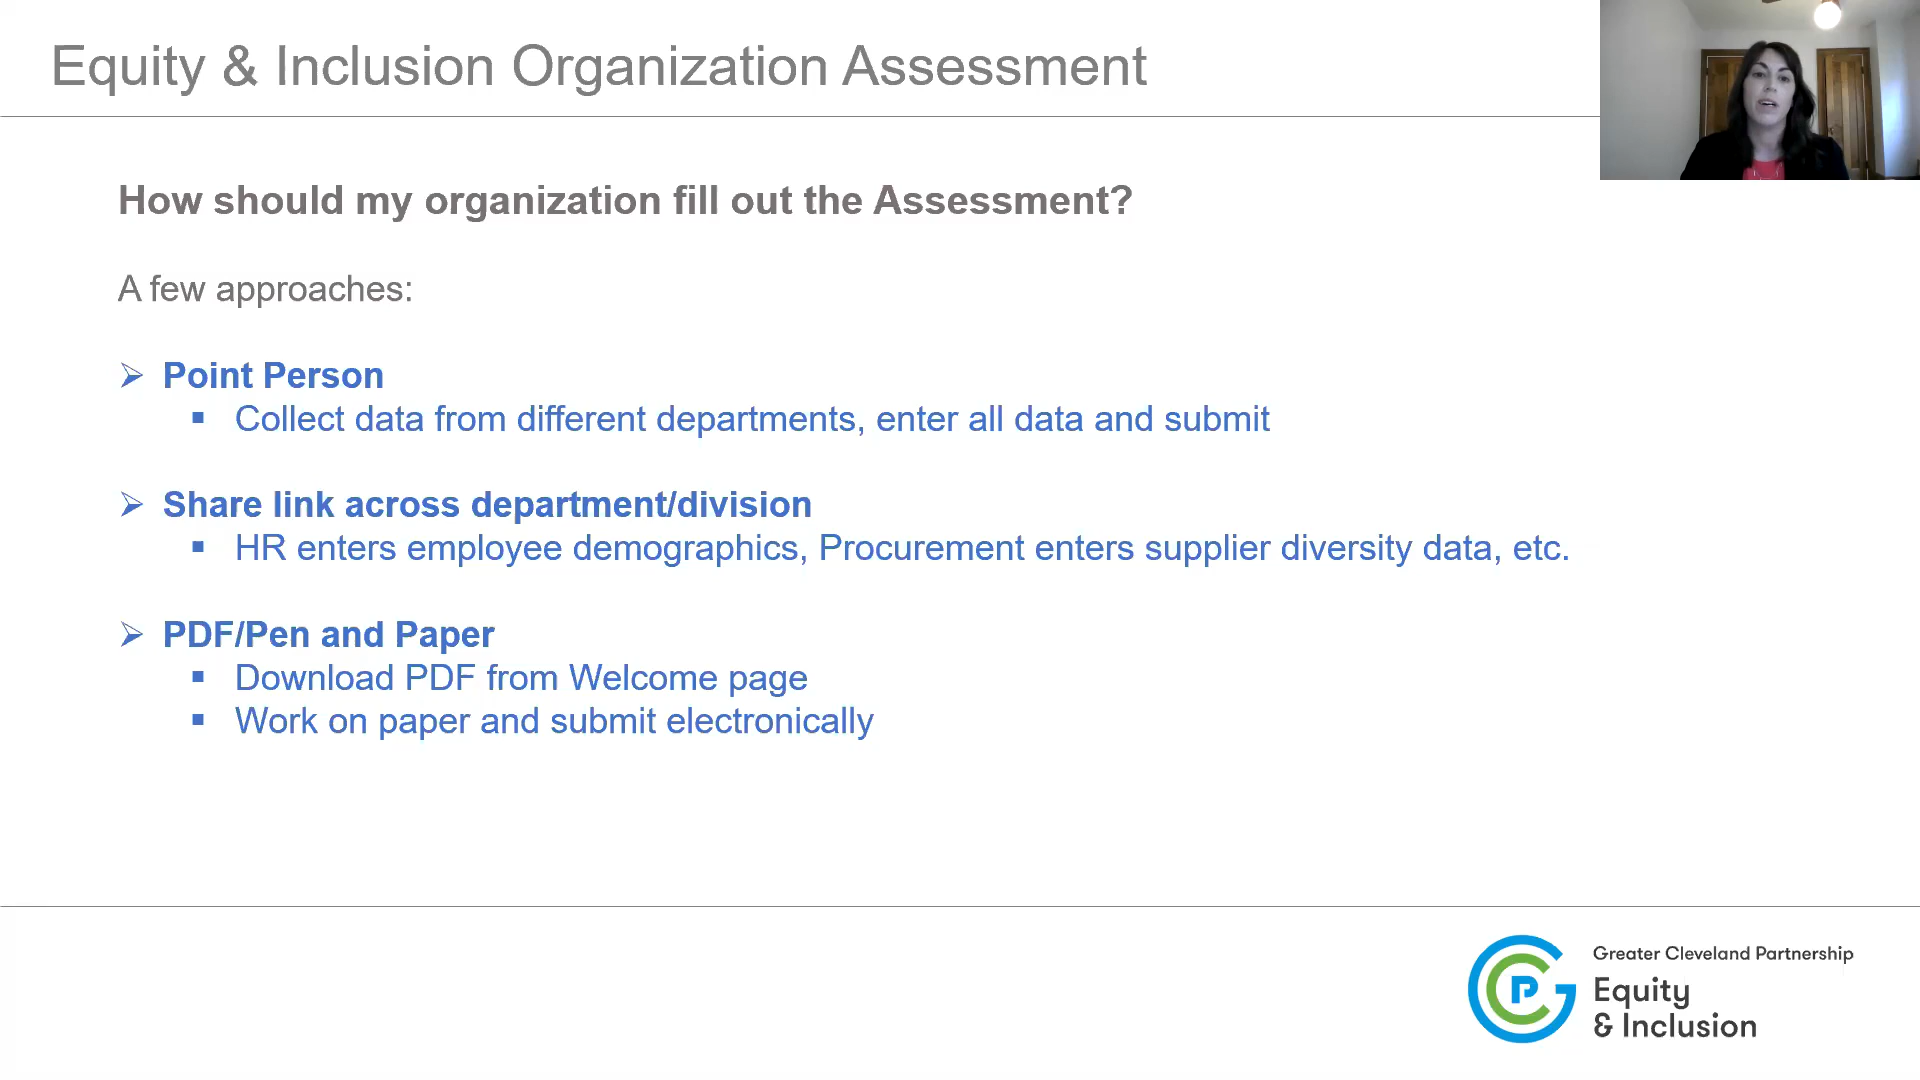 Equity & Inclusion Organization Assessment
How should my organization fill out the Assessment?
A few approaches:
➢ Point Person
▪ Collect data from different departments, enter all data and submit
➢ Share link across department/division
▪ HR enters employee demographics, Procurement enters supplier diversity data, etc.
➢ PDF/Pen and Paper
▪ Download PDF from Welcome page
▪ Work on paper and submit electronically
GCP
Greater Cleveland Partnership
Equity
& Inclusion